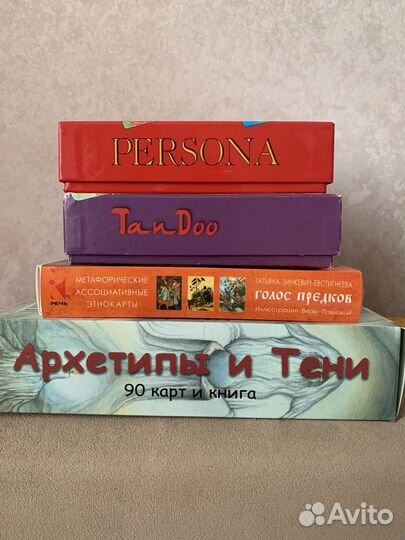 PERSONA
TanDoo
РЕЧЬ
МЕТАФОРИЧЕСКИЕ
АССОЦИАТИВНЫЕ
ЭТНОКАРТЫ
ТАТЬЯНА ЗИНКЕВИЧ-ЕВСТИГНЕЕВА
ГОЛОС ПРЕДКОВ
Иллюстрации Веры Павловой
Архетипы и Тени
90 карт и книга
Avito